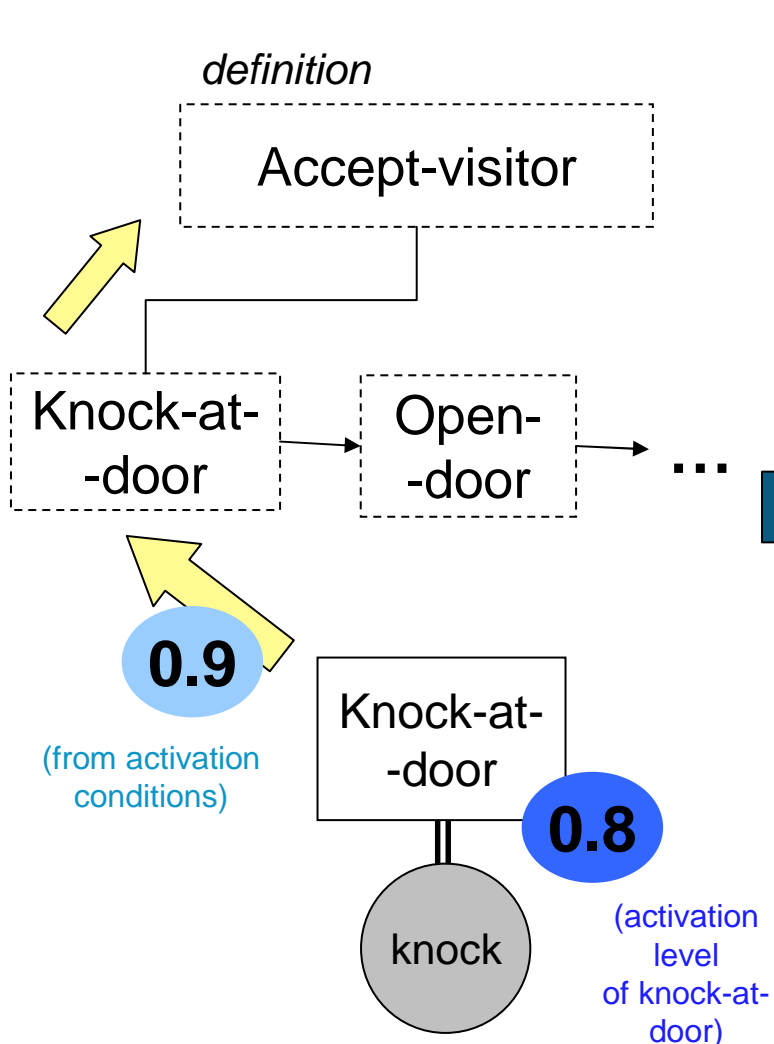 definition
Accept-visitor
Knock-at-
-door
Open-
-door
...
0.9
(from activation
conditions)
Knock-at-
-door
0.8
knock
(activation
level
of knock-at-
door)